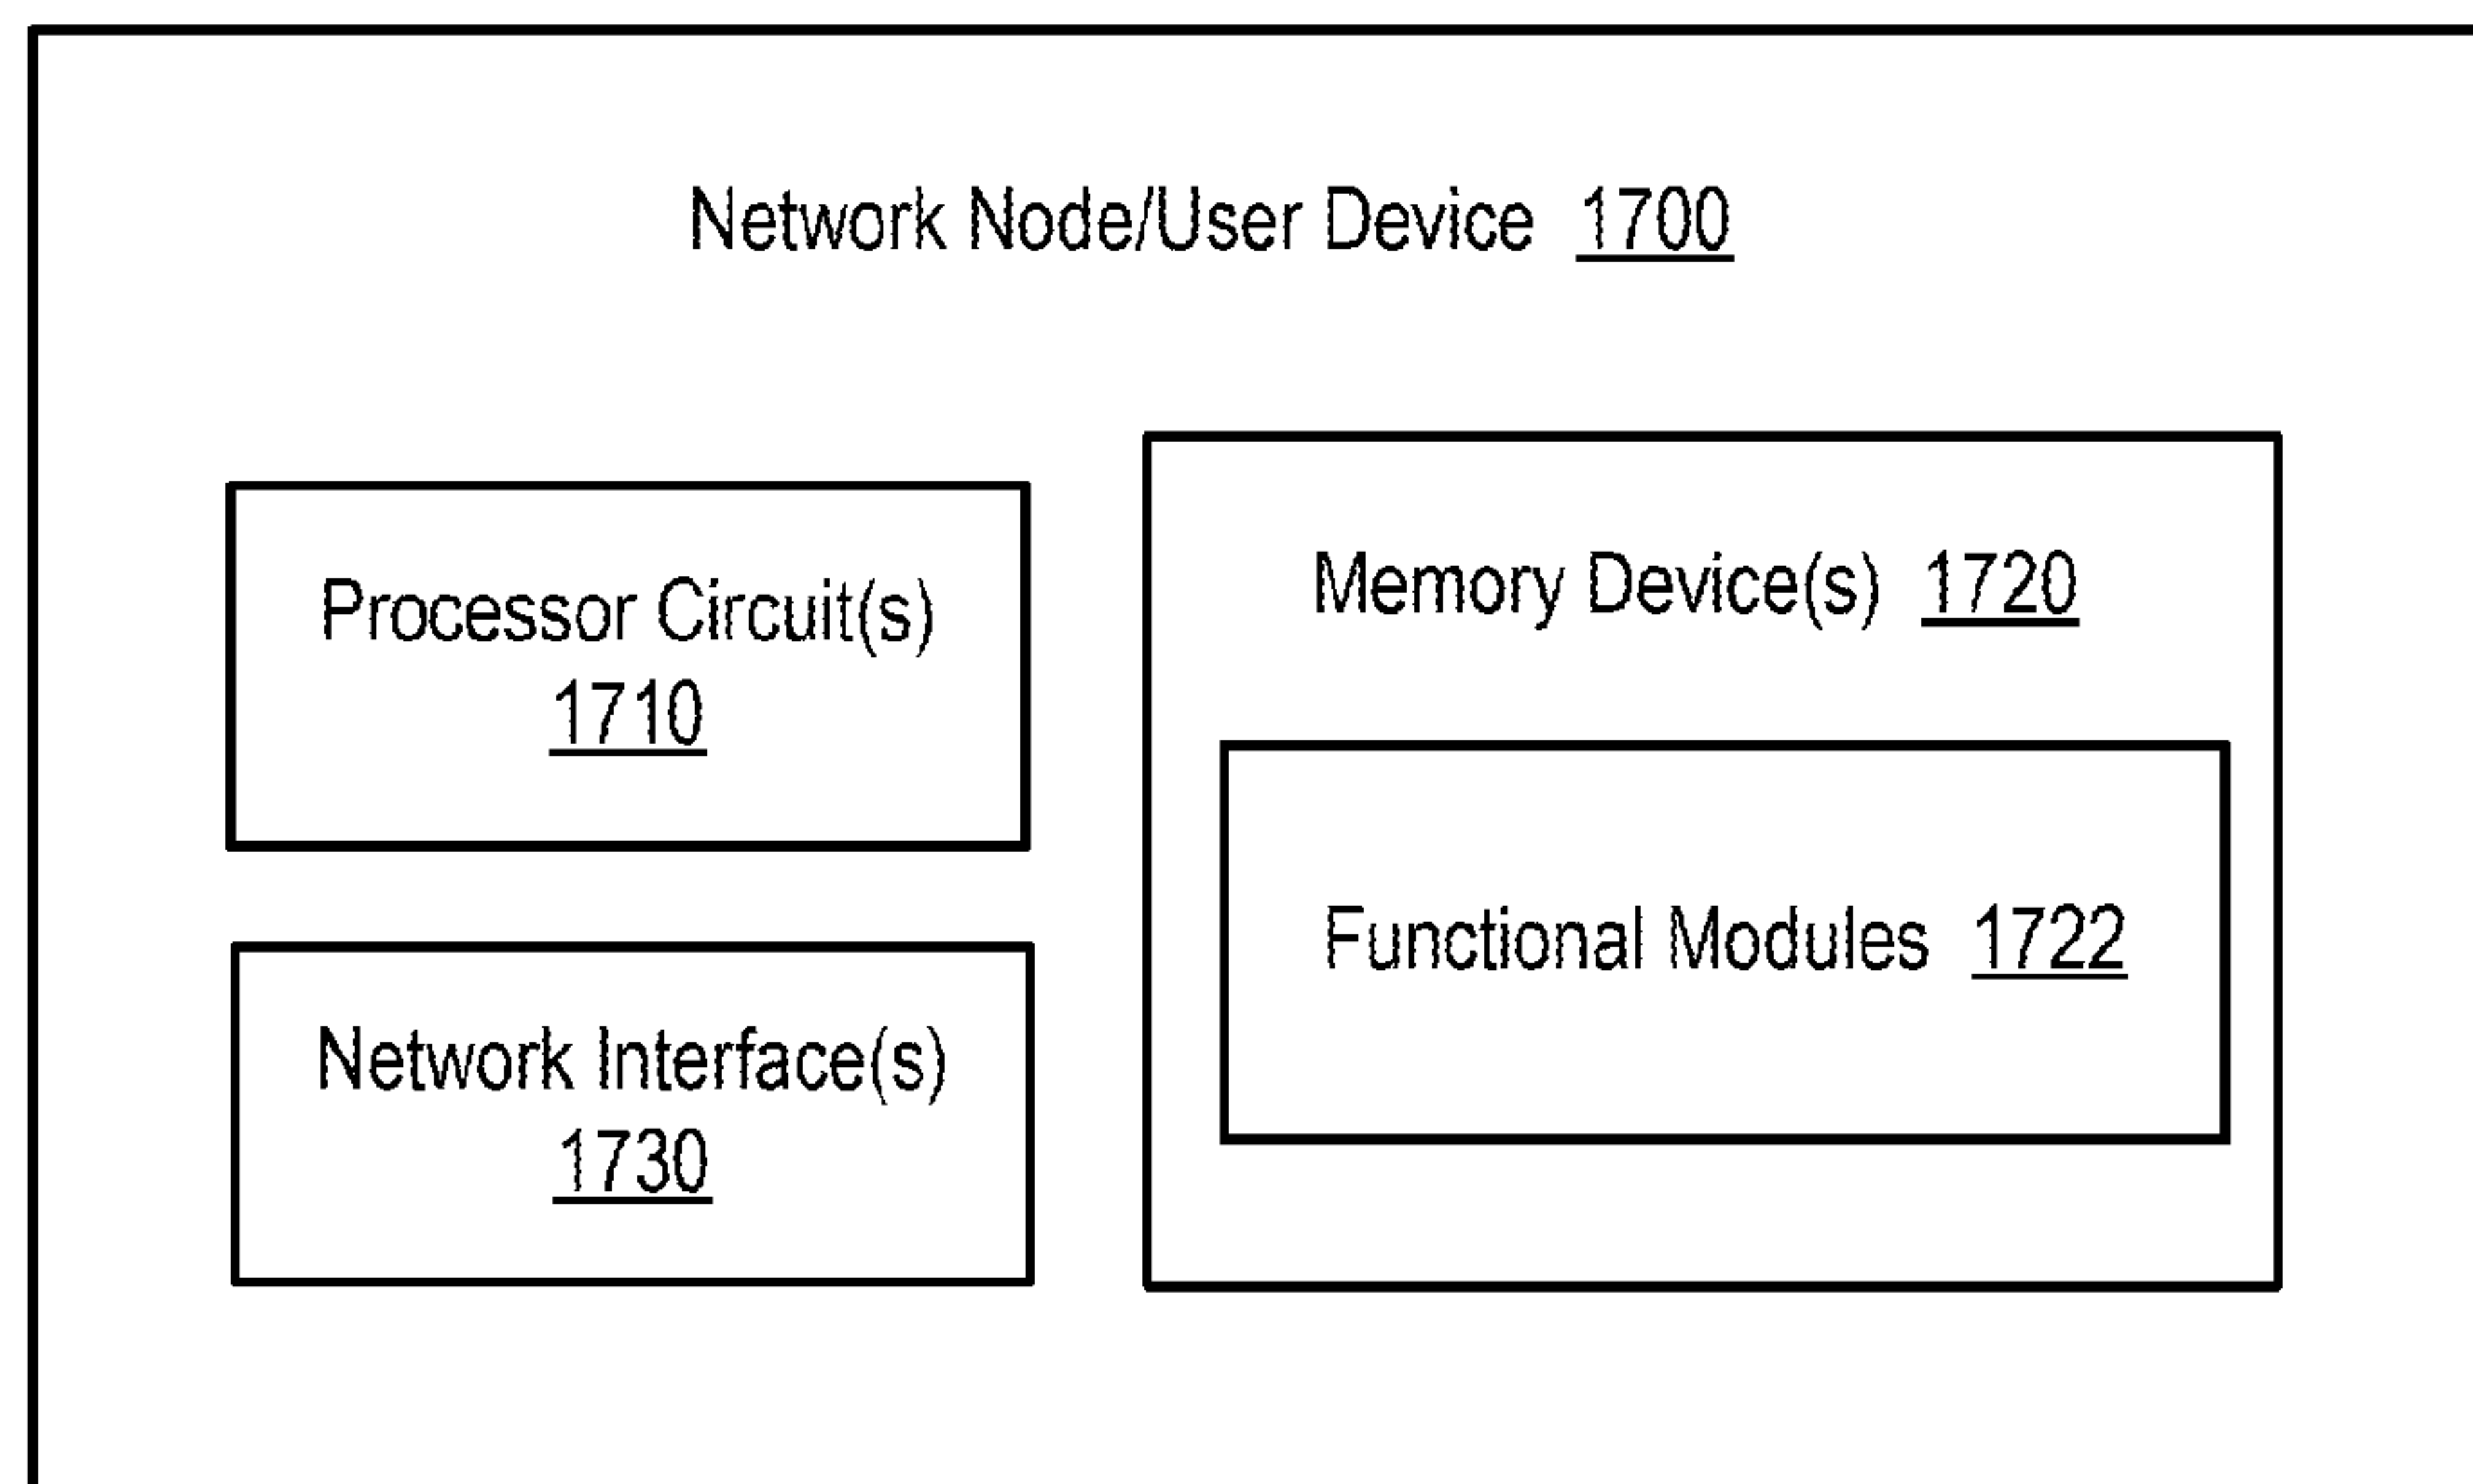 Network Node/User Device 1700
Processor Circuit(s)
1710
Network Interface(s)
1730
Memory Device(s) 1720
Functional Modules 1722